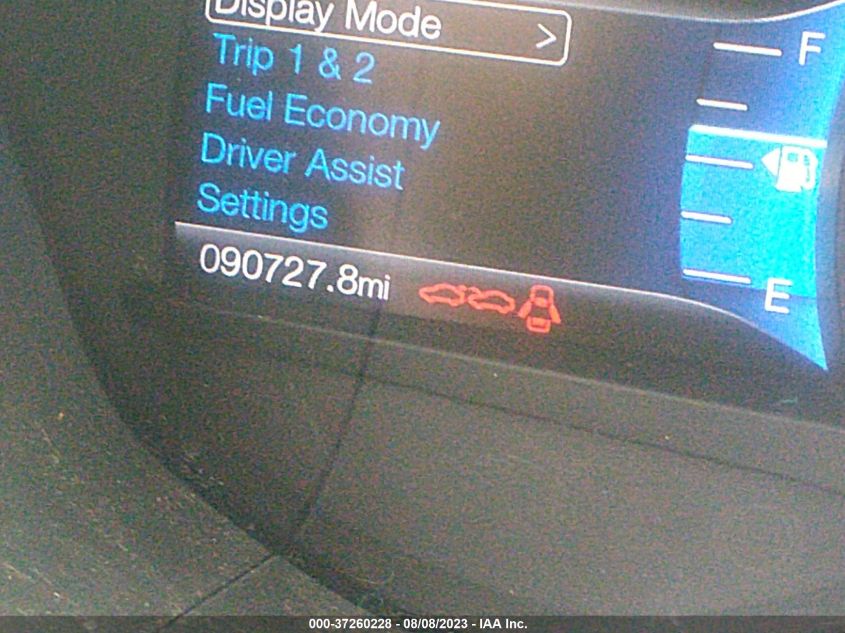 Display Mode >
Trip 1 & 2
Fuel Economy
Driver Assist
Settings
090727.8mi
F
E
000-37260228 - 08/08/2023 - IAA Inc.